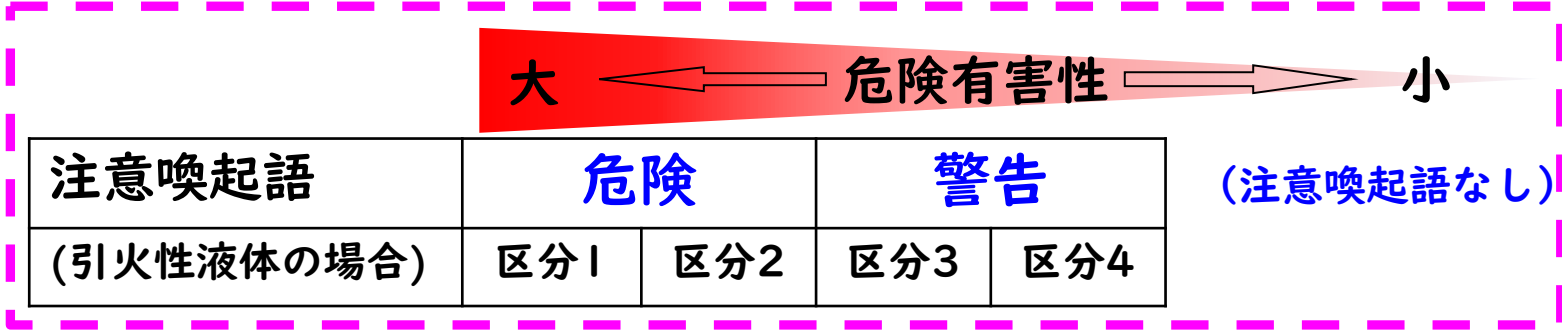 大 危険有害性 小
注意喚起語 危険 警告 （注意喚起語なし）
(引火性液体の場合) 区分1 区分2 区分3 区分4